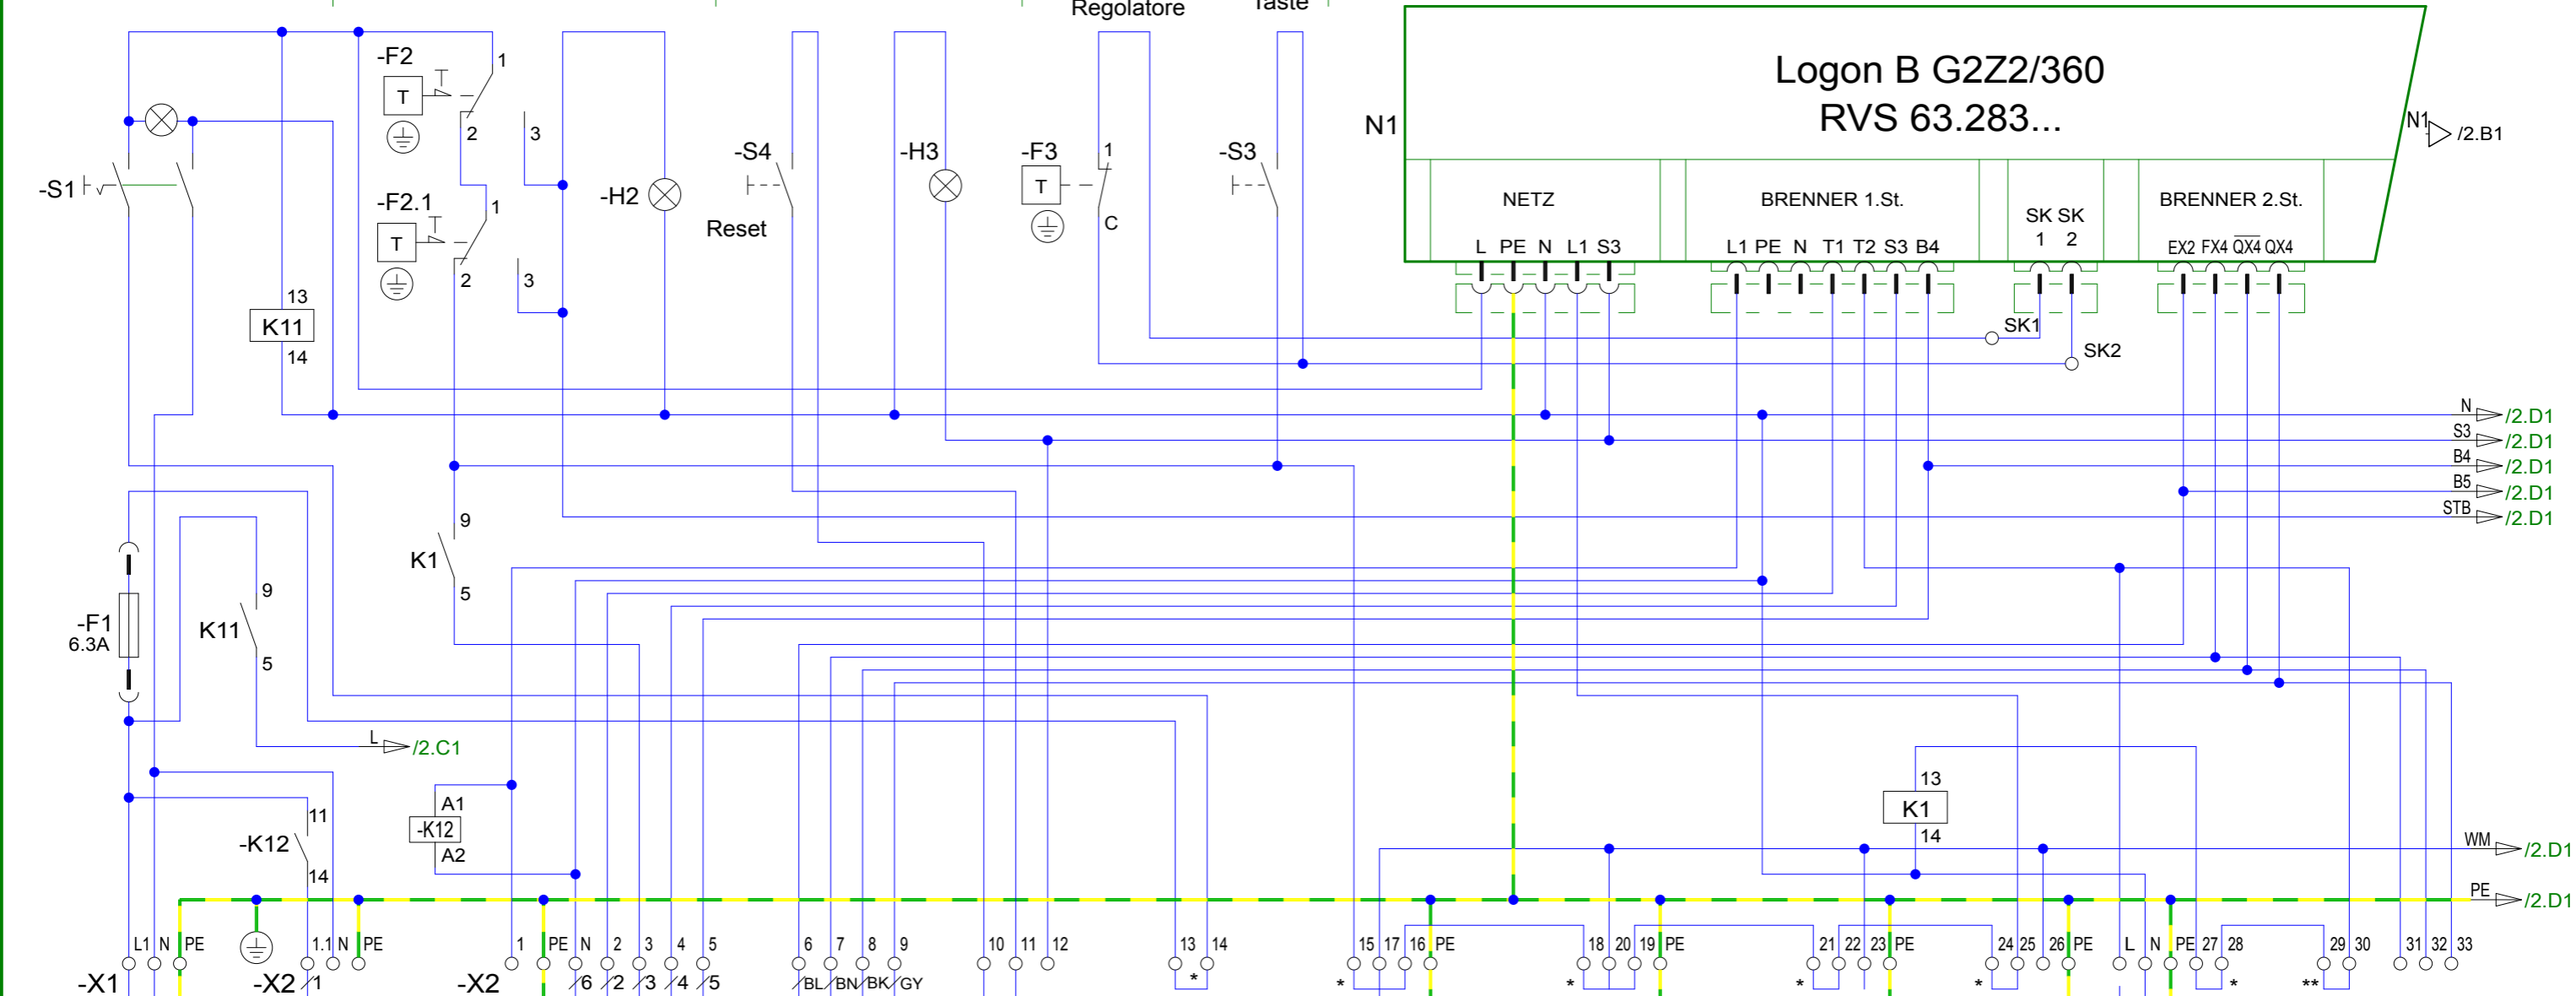 Regolatore
Taste
Logon B G2Z2/360
RVS 63.283...
N1
N1
/2.B1
-F2
T
1
2
3
-S1
-F2.1
T
1
2
3
-H2
-S4
Reset
-H3
-F3
T
1
C
-S3
NETZ
BRENNER 1.St.
SK SK
1 2
BRENNER 2.St.
L PE N L1 S3
L1 PE N T1 T2 S3 B4
EX2 FX4 QX4 QX4
13
K11
14
SK1
SK2
N /2.D1
S3 /2.D1
B4 /2.D1
B5 /2.D1
STB /2.D1
9
K1
5
-F1
6.3A
9
K11
5
L /2.C1
A1
-K12
A2
11
-K12
14
13
K1
14
WM /2.D1
PE /2.D1
L1 N PE 1.1 N PE 1 PE N 2 3 4 5 6 7 8 9 10 11 12 13 14 15 17 16 PE 18 20 19 PE 21 22 23 PE 24 25 26 PE L N PE 27 28 29 30 31 32 33
-X1 -X2 1 -X2 6 2 3 4 5 BL BN BK GY * * * * * * **